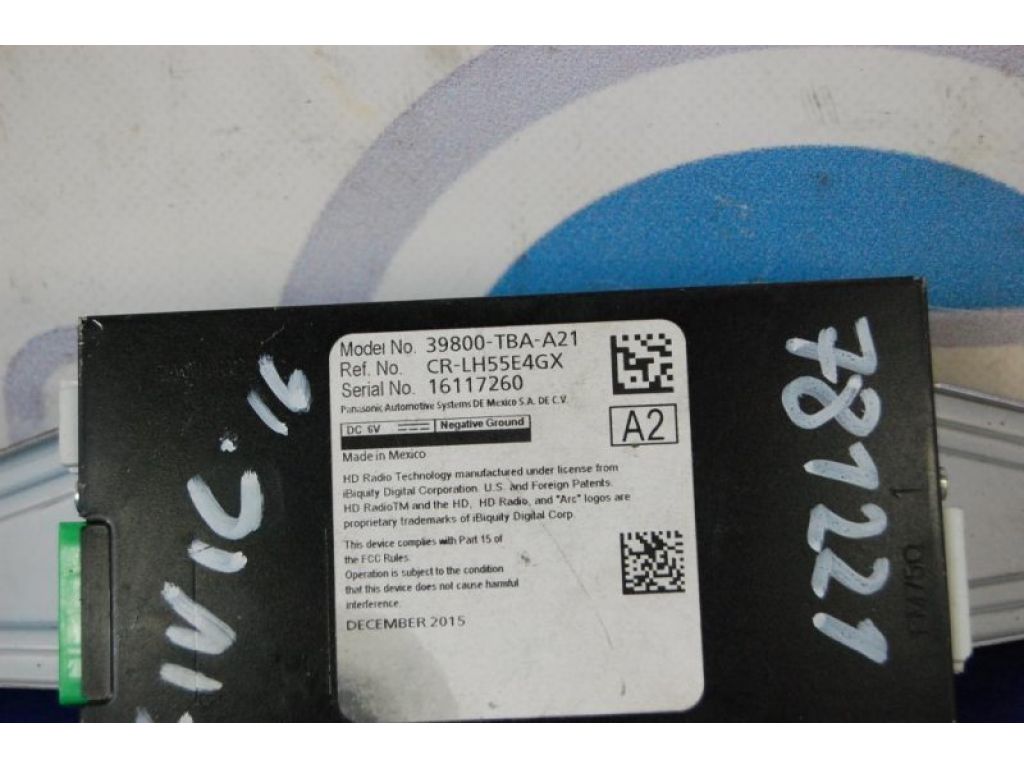 Model No. 39800-TBA-A21
Ref. No. CR-LH55E4GX
Serial No. 16117260
Panasonic Automotive Systems DE Mexico S.A. DE C.V.
DC 6V Negative Ground
A2
Made in Mexico
HD Radio Technology manufactured under license from
iBiquity Digital Corporation. U.S. and Foreign Patents.
HD RadioTM and the HD, HD Radio, and "Arc" logos are
proprietary trademarks of iBiquity Digital Corp.
This device complies with Part 15 of
the FCC Rules.
Operation is subject to the condition
that this device does not cause harmful
interference.
DECEMBER 2015
IVIC-16
781221